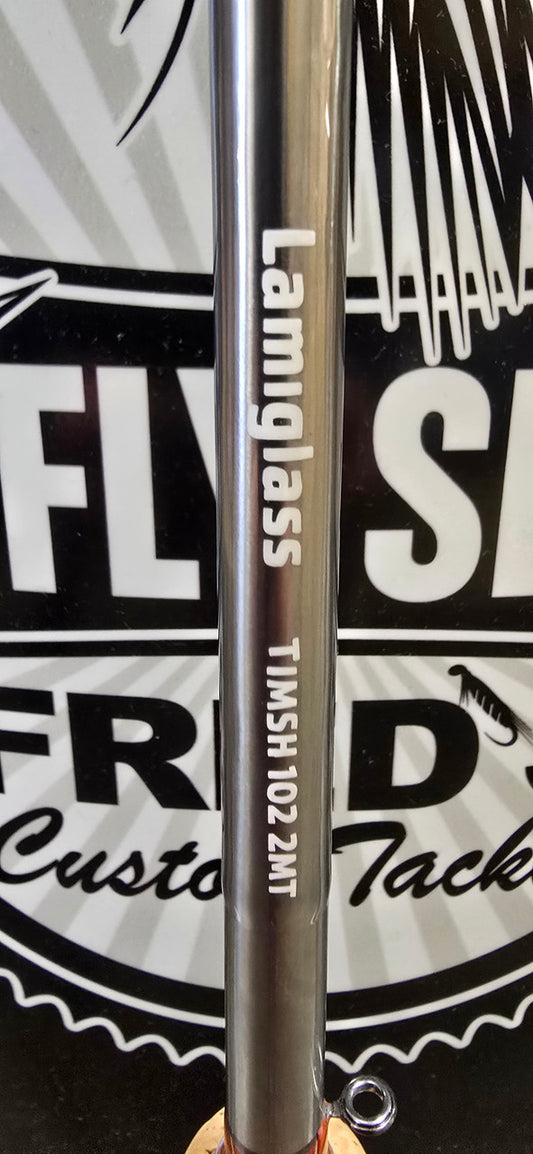 Lamiglass TIMSH 102 2MT
FLY S
FRED'S
Custom Tackle